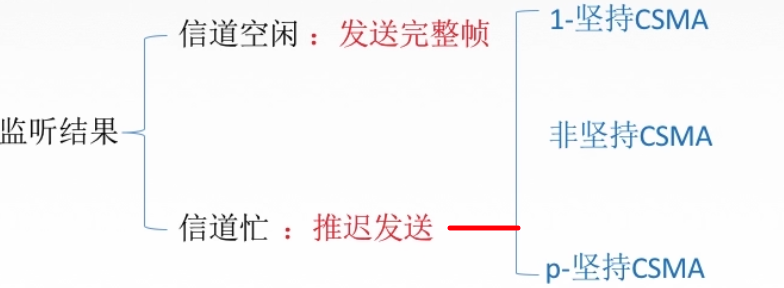 监听结果
信道空闲 ：发送完整帧
信道忙 ：推迟发送
1-坚持CSMA
非坚持CSMA
p-坚持CSMA